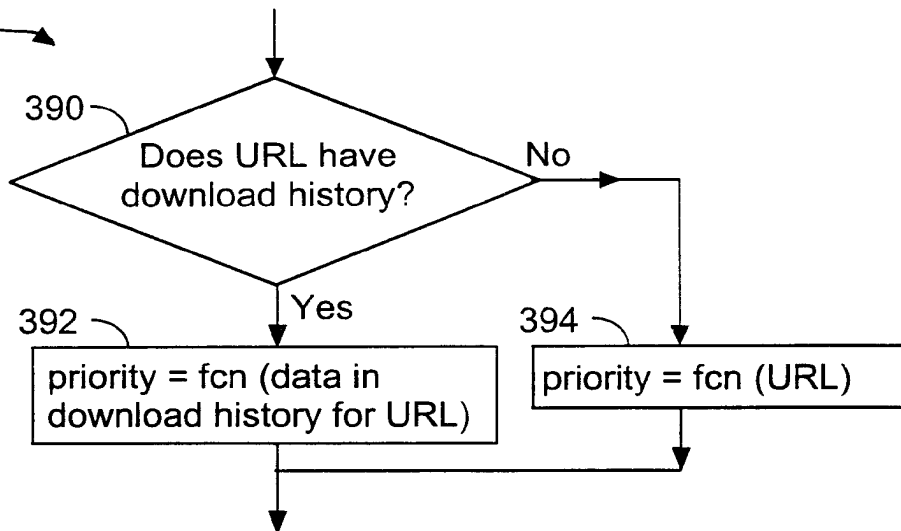 390
Does URL have
download history?
No
Yes
392
priority = fcn (data in
download history for URL)
394
priority = fcn (URL)